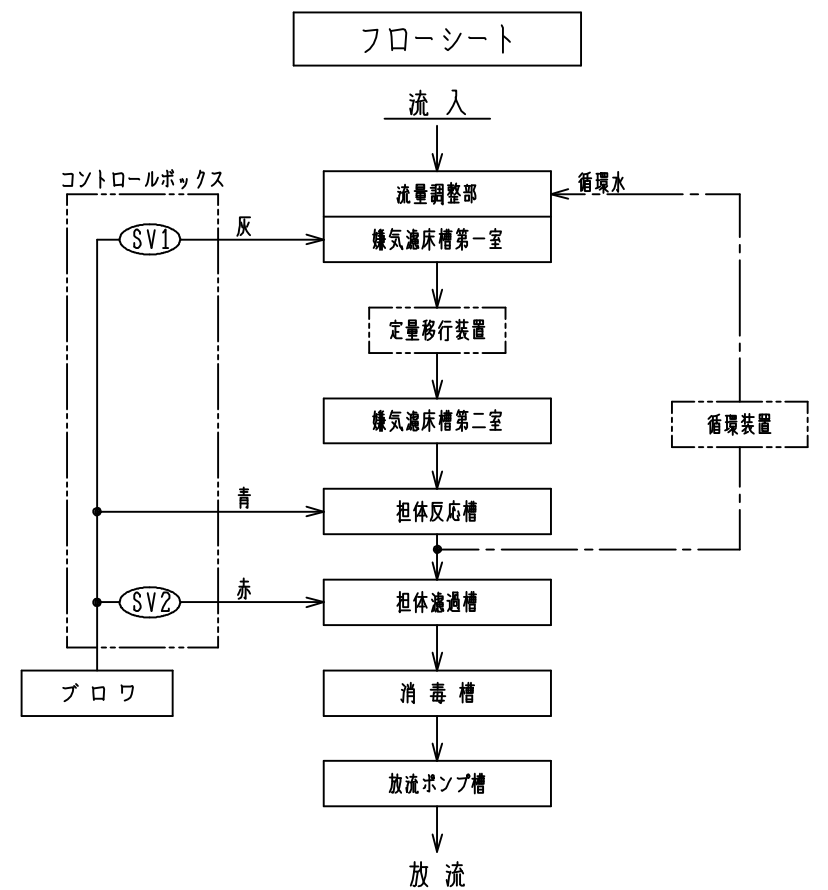 フローシート
流入
コントロールボックス
循環水
流量調整部
灰
SV1
嫌気濾床槽第一室
定量移行装置
嫌気濾床槽第二室
循環装置
青
担体反応槽
赤
SV2
担体濾過槽
ブロワ
消毒槽
放流ポンプ槽
放流